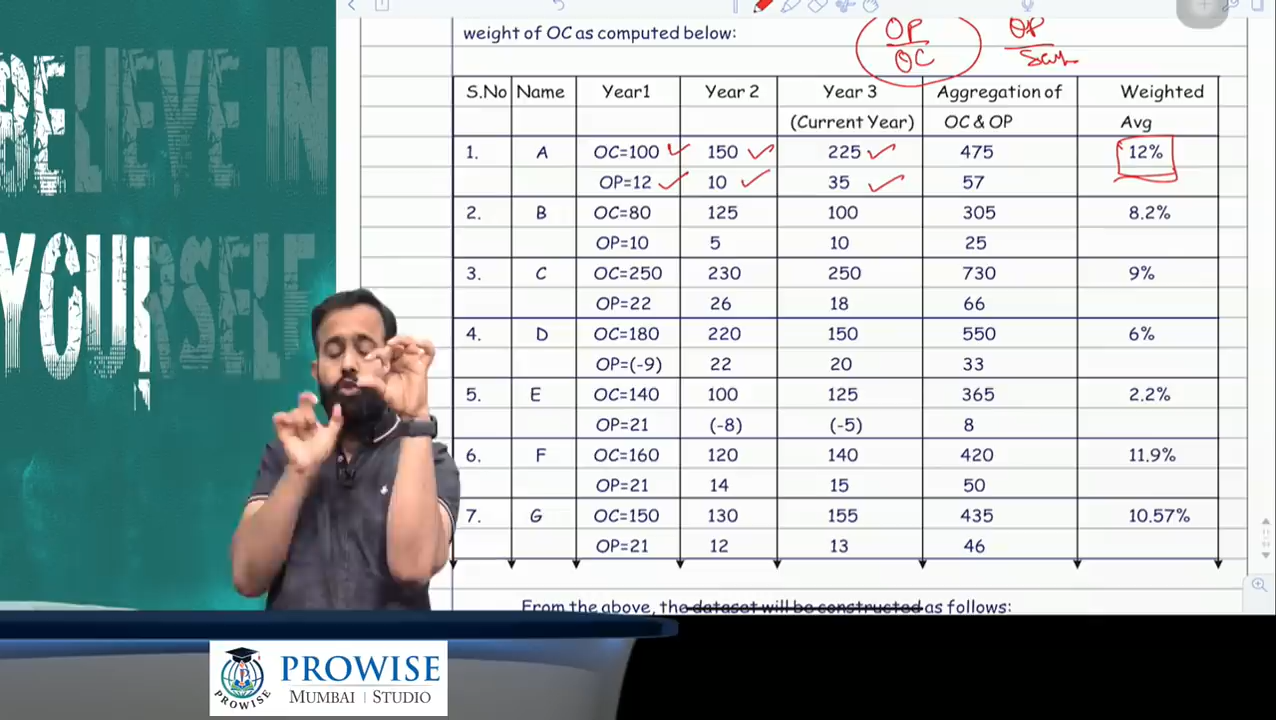 BELIEVE IN
YOURSELF
weight of OC as computed below:
OP
OC
OP
Sales
S.No Name Year1 Year 2 Year 3 Aggregation of Weighted
(Current Year) OC & OP Avg
1. A OC=100 150 225 475 12%
OP=12 10 35 57
2. B OC=80 125 100 305 8.2%
OP=10 5 10 25
3. C OC=250 230 250 730 9%
OP=22 26 18 66
4. D OC=180 220 150 550 6%
OP=(-9) 22 20 33
5. E OC=140 100 125 365 2.2%
OP=21 (-8) (-5) 8
6. F OC=160 120 140 420 11.9%
OP=21 14 15 50
7. G OC=150 130 155 435 10.57%
OP=21 12 13 46
From the above, the dataset will be constructed as follows:
PROWISE
PROWISE
MUMBAI | STUDIO